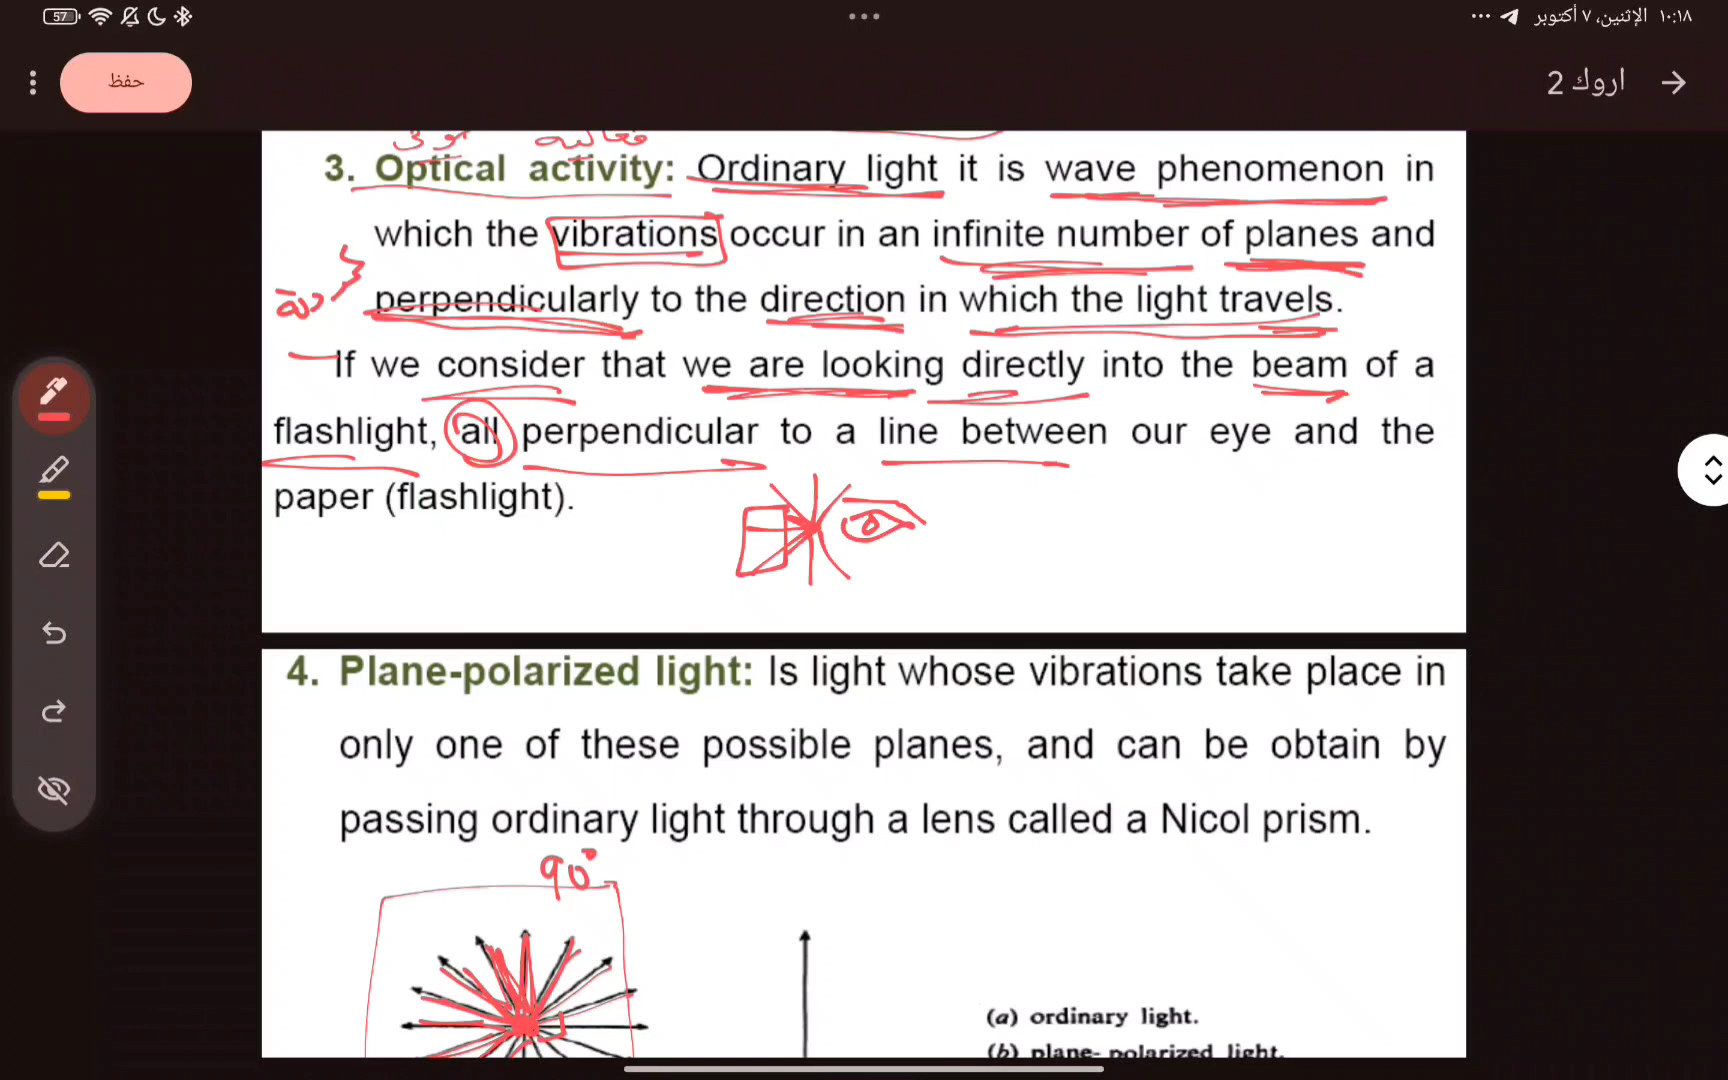 57
١٠:١٨ الإثنين، ٧ أكتوبر
حفظ
اروك 2
3. Optical activity: Ordinary light it is wave phenomenon in
which the vibrations occur in an infinite number of planes and
perpendicularly to the direction in which the light travels.
If we consider that we are looking directly into the beam of a
flashlight, all perpendicular to a line between our eye and the
paper (flashlight).
4. Plane-polarized light: Is light whose vibrations take place in
only one of these possible planes, and can be obtain by
passing ordinary light through a lens called a Nicol prism.
90°
(a) ordinary light.
(b) plane- polarized light.